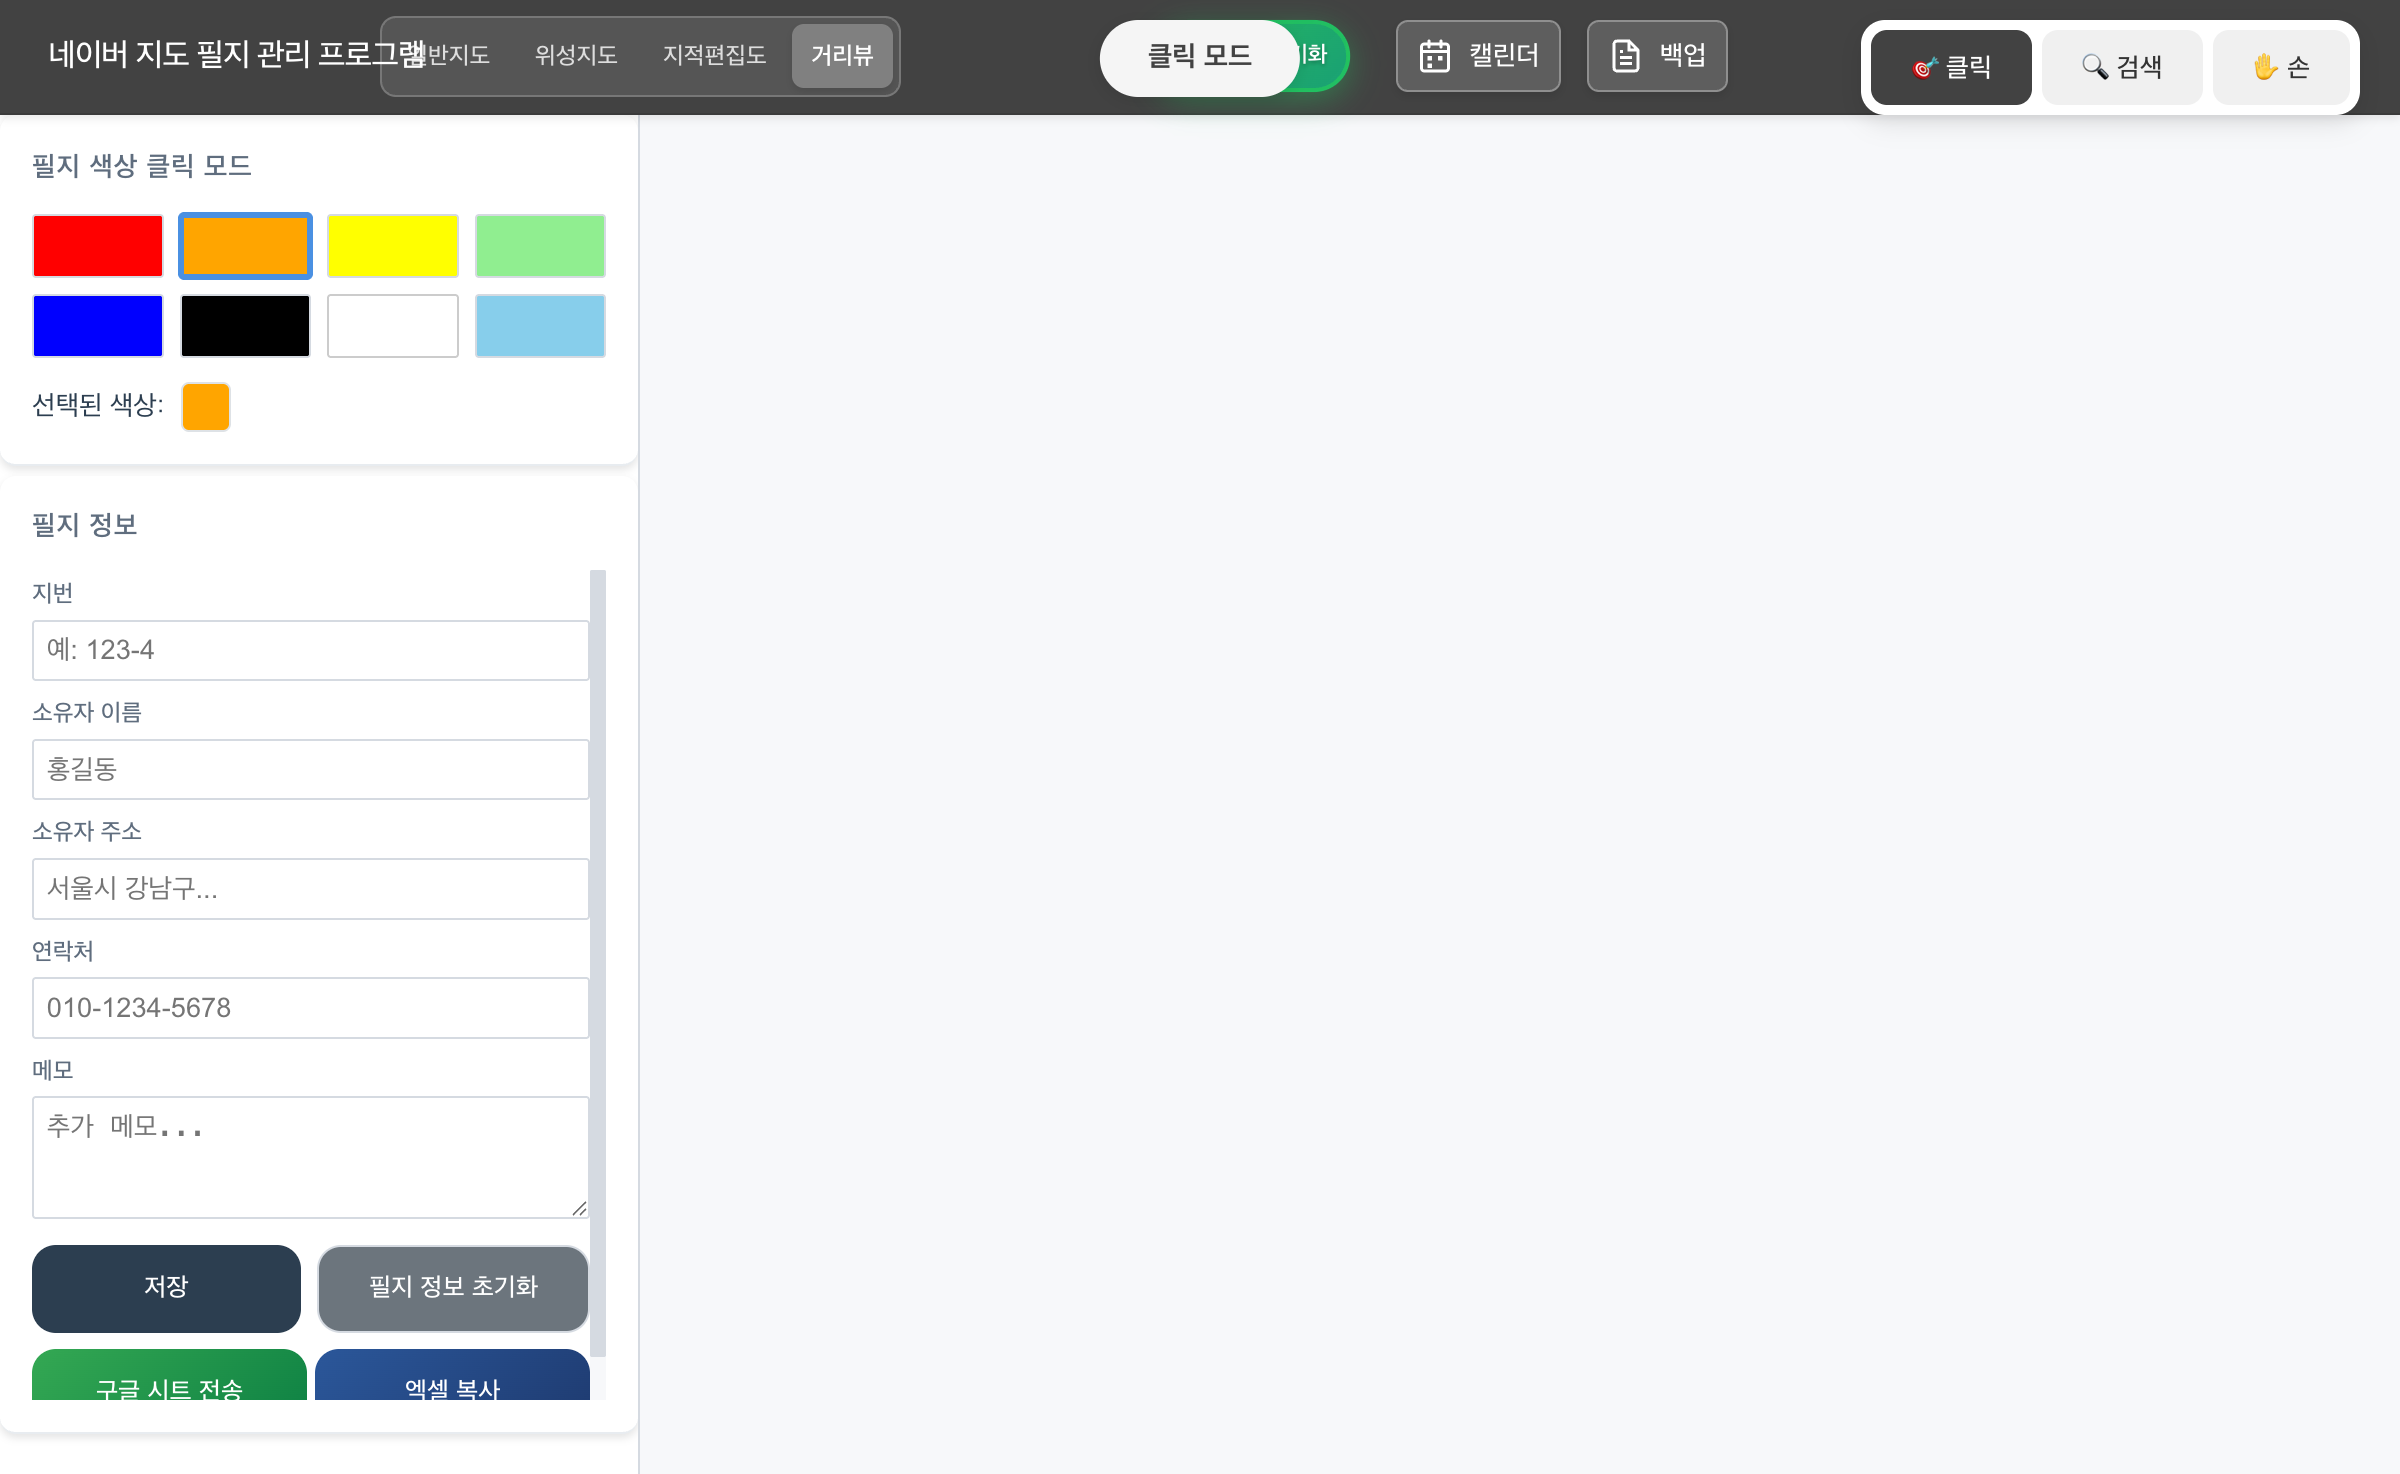 네이버 지도 필지 관리 프로그램
일반지도
위성지도
지적편집도
거리뷰
클릭 모드
화
캘린더
백업
클릭
검색
손
필지 색상 클릭 모드
선택된 색상:
필지 정보
지번
예: 123-4
소유자 이름
홍길동
소유자 주소
서울시 강남구...
연락처
010-1234-5678
메모
추가 메모...
저장
필지 정보 초기화
구글 시트 전송
엑셀 복사